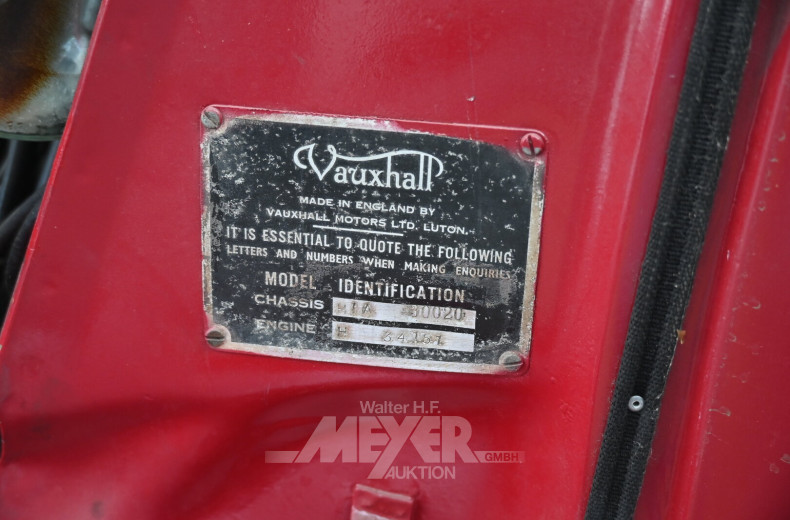 Vauxhall
MADE IN ENGLAND BY
VAUXHALL MOTORS LTD. LUTON.
IT IS ESSENTIAL TO QUOTE THE FOLLOWING
LETTERS AND NUMBERS WHEN MAKING ENQUIRIES
MODEL IDENTIFICATION
CHASSIS
ENGINE H
Walter H.F.
MEYER GMBH
AUKTION